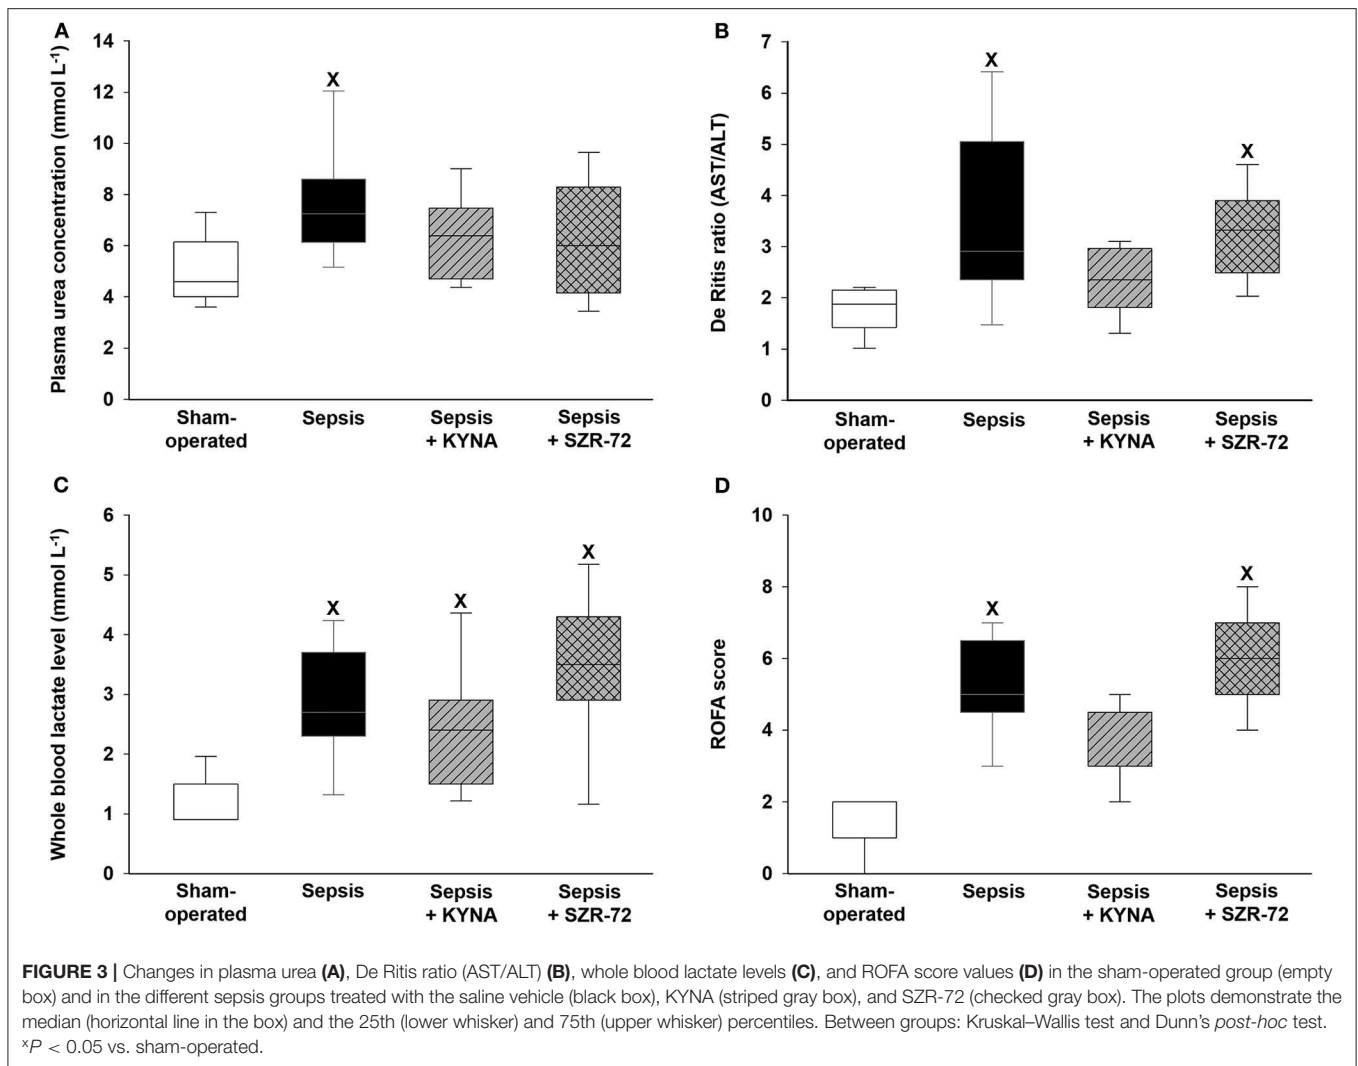 A
Plasma urea concentration (mmol L-1)
14
12
10
8
6
4
2
0
X
Sham-
operated
Sepsis
Sepsis
+ KYNA
Sepsis
+ SZR-72
B
De Ritis ratio (AST/ALT)
7
6
5
4
3
2
1
0
X
X
Sham-
operated
Sepsis
Sepsis
+ KYNA
Sepsis
+ SZR-72
C
Whole blood lactate level (mmol L-1)
6
5
4
3
2
1
0
X
X
X
Sham-
operated
Sepsis
Sepsis
+ KYNA
Sepsis
+ SZR-72
D
ROFA score
10
8
6
4
2
0
X
X
Sham-
operated
Sepsis
Sepsis
+ KYNA
Sepsis
+ SZR-72
FIGURE 3 | Changes in plasma urea (A), De Ritis ratio (AST/ALT) (B), whole blood lactate levels (C), and ROFA score values (D) in the sham-operated group (empty
box) and in the different sepsis groups treated with the saline vehicle (black box), KYNA (striped gray box), and SZR-72 (checked gray box). The plots demonstrate the
median (horizontal line in the box) and the 25th (lower whisker) and 75th (upper whisker) percentiles. Between groups: Kruskal–Wallis test and Dunn's post-hoc test.
xP < 0.05 vs. sham-operated.